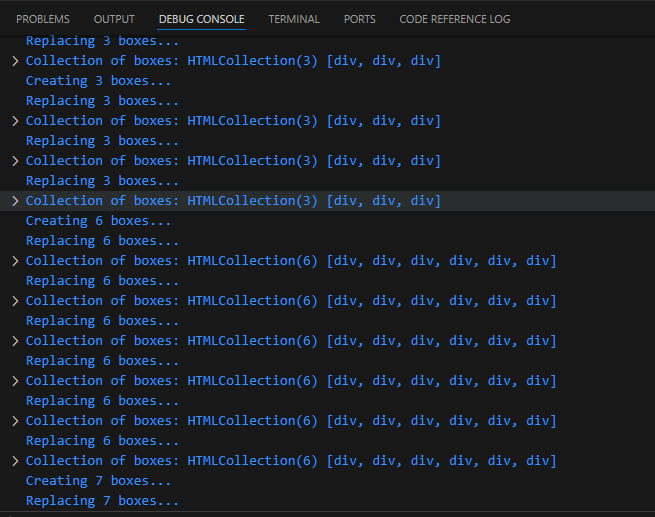 PROBLEMS OUTPUT DEBUG CONSOLE TERMINAL PORTS CODE REFERENCE LOG
Replacing 3 boxes...
Collection of boxes: HTMLCollection(3) [div, div, div]
Creating 3 boxes...
Replacing 3 boxes...
Collection of boxes: HTMLCollection(3) [div, div, div]
Replacing 3 boxes...
Collection of boxes: HTMLCollection(3) [div, div, div]
Replacing 3 boxes...
Collection of boxes: HTMLCollection(3) [div, div, div]
Creating 6 boxes...
Replacing 6 boxes...
Collection of boxes: HTMLCollection(6) [div, div, div, div, div, div]
Replacing 6 boxes...
Collection of boxes: HTMLCollection(6) [div, div, div, div, div, div]
Replacing 6 boxes...
Collection of boxes: HTMLCollection(6) [div, div, div, div, div, div]
Replacing 6 boxes...
Collection of boxes: HTMLCollection(6) [div, div, div, div, div, div]
Replacing 6 boxes...
Collection of boxes: HTMLCollection(6) [div, div, div, div, div, div]
Replacing 6 boxes...
Collection of boxes: HTMLCollection(6) [div, div, div, div, div, div]
Creating 7 boxes...
Replacing 7 boxes...